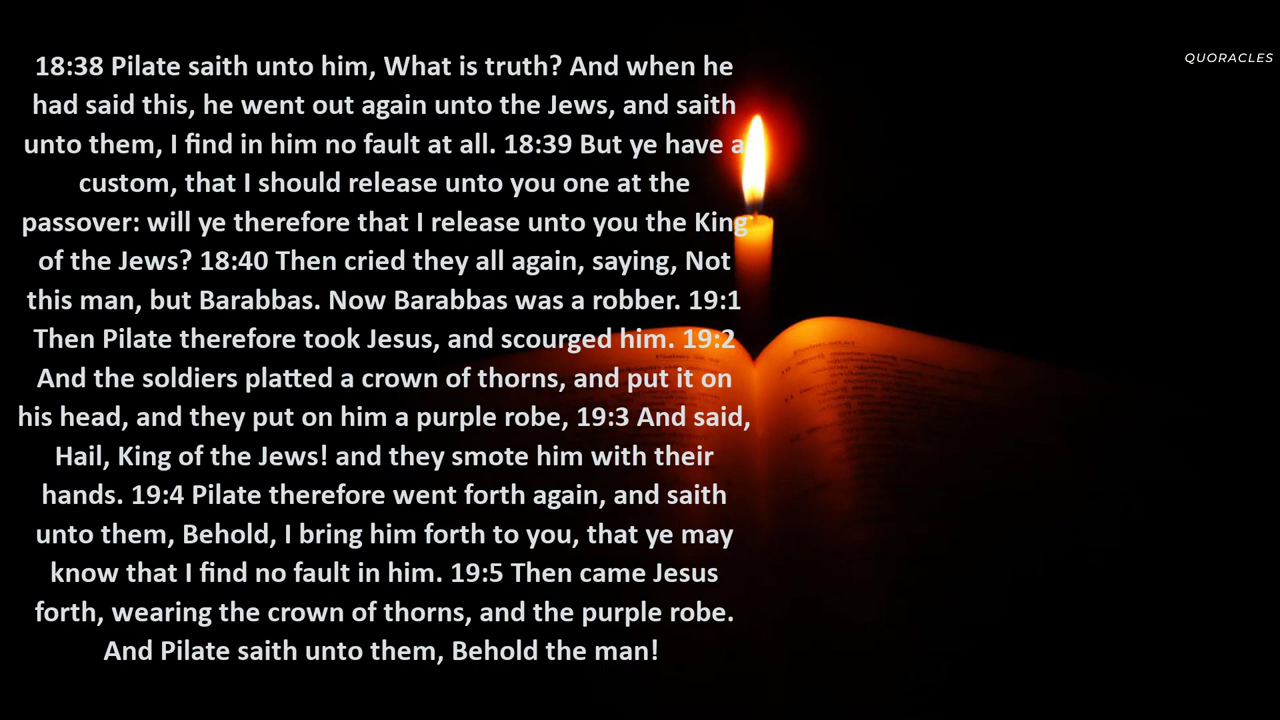 18:38 Pilate saith unto him, What is truth? And when he
had said this, he went out again unto the Jews, and saith
unto them, I find in him no fault at all. 18:39 But ye have a
custom, that I should release unto you one at the
passover: will ye therefore that I release unto you the King
of the Jews? 18:40 Then cried they all again, saying, Not
this man, but Barabbas. Now Barabbas was a robber. 19:1
Then Pilate therefore took Jesus, and scourged him. 19:2
And the soldiers platted a crown of thorns, and put it on
his head, and they put on him a purple robe, 19:3 And said,
Hail, King of the Jews! and they smote him with their
hands. 19:4 Pilate therefore went forth again, and saith
unto them, Behold, I bring him forth to you, that ye may
know that I find no fault in him. 19:5 Then came Jesus
forth, wearing the crown of thorns, and the purple robe.
And Pilate saith unto them, Behold the man!
QUORACLES